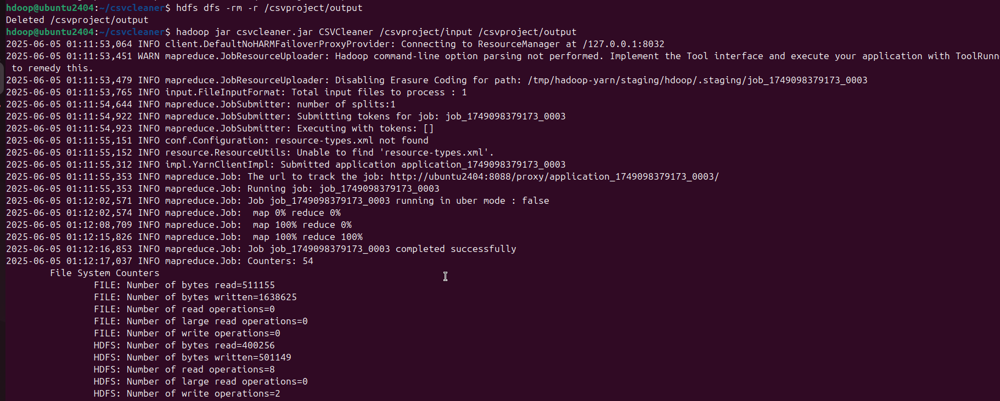 hdoop@ubuntu2404:~/csvcleaner$ hdfs dfs -rm -r /csvproject/output
Deleted /csvproject/output
hdoop@ubuntu2404:~/csvcleaner$ hadoop jar csvcleaner.jar CSVCleaner /csvproject/input /csvproject/output
2025-06-05 01:11:53,064 INFO client.DefaultNoHARMFailoverProxyProvider: Connecting to ResourceManager at /127.0.0.1:8032
2025-06-05 01:11:53,451 WARN mapreduce.JobResourceUploader: Hadoop command-line option parsing not performed. Implement the Tool interface and execute your application with ToolRunn
to remedy this.
2025-06-05 01:11:53,479 INFO mapreduce.JobResourceUploader: Disabling Erasure Coding for path: /tmp/hadoop-yarn/staging/hdoop/.staging/job_1749098379173_0003
2025-06-05 01:11:53,765 INFO input.FileInputFormat: Total input files to process : 1
2025-06-05 01:11:54,644 INFO mapreduce.JobSubmitter: number of splits:1
2025-06-05 01:11:54,922 INFO mapreduce.JobSubmitter: Submitting tokens for job: job_1749098379173_0003
2025-06-05 01:11:54,923 INFO mapreduce.JobSubmitter: Executing with tokens: []
2025-06-05 01:11:55,151 INFO conf.Configuration: resource-types.xml not found
2025-06-05 01:11:55,152 INFO resource.ResourceUtils: Unable to find 'resource-types.xml'.
2025-06-05 01:11:55,312 INFO impl.YarnClientImpl: Submitted application application_1749098379173_0003
2025-06-05 01:11:55,353 INFO mapreduce.Job: The url to track the job: http://ubuntu2404:8088/proxy/application_1749098379173_0003/
2025-06-05 01:11:55,353 INFO mapreduce.Job: Running job: job_1749098379173_0003
2025-06-05 01:12:02,571 INFO mapreduce.Job: Job job_1749098379173_0003 running in uber mode : false
2025-06-05 01:12:02,574 INFO mapreduce.Job:  map 0% reduce 0%
2025-06-05 01:12:08,709 INFO mapreduce.Job:  map 100% reduce 0%
2025-06-05 01:12:15,826 INFO mapreduce.Job:  map 100% reduce 100%
2025-06-05 01:12:16,853 INFO mapreduce.Job: Job job_1749098379173_0003 completed successfully
2025-06-05 01:12:17,037 INFO mapreduce.Job: Counters: 54
File System Counters
FILE: Number of bytes read=511155
FILE: Number of bytes written=1638625
FILE: Number of read operations=0
FILE: Number of large read operations=0
FILE: Number of write operations=0
HDFS: Number of bytes read=400256
HDFS: Number of bytes written=501149
HDFS: Number of read operations=8
HDFS: Number of large read operations=0
HDFS: Number of write operations=2